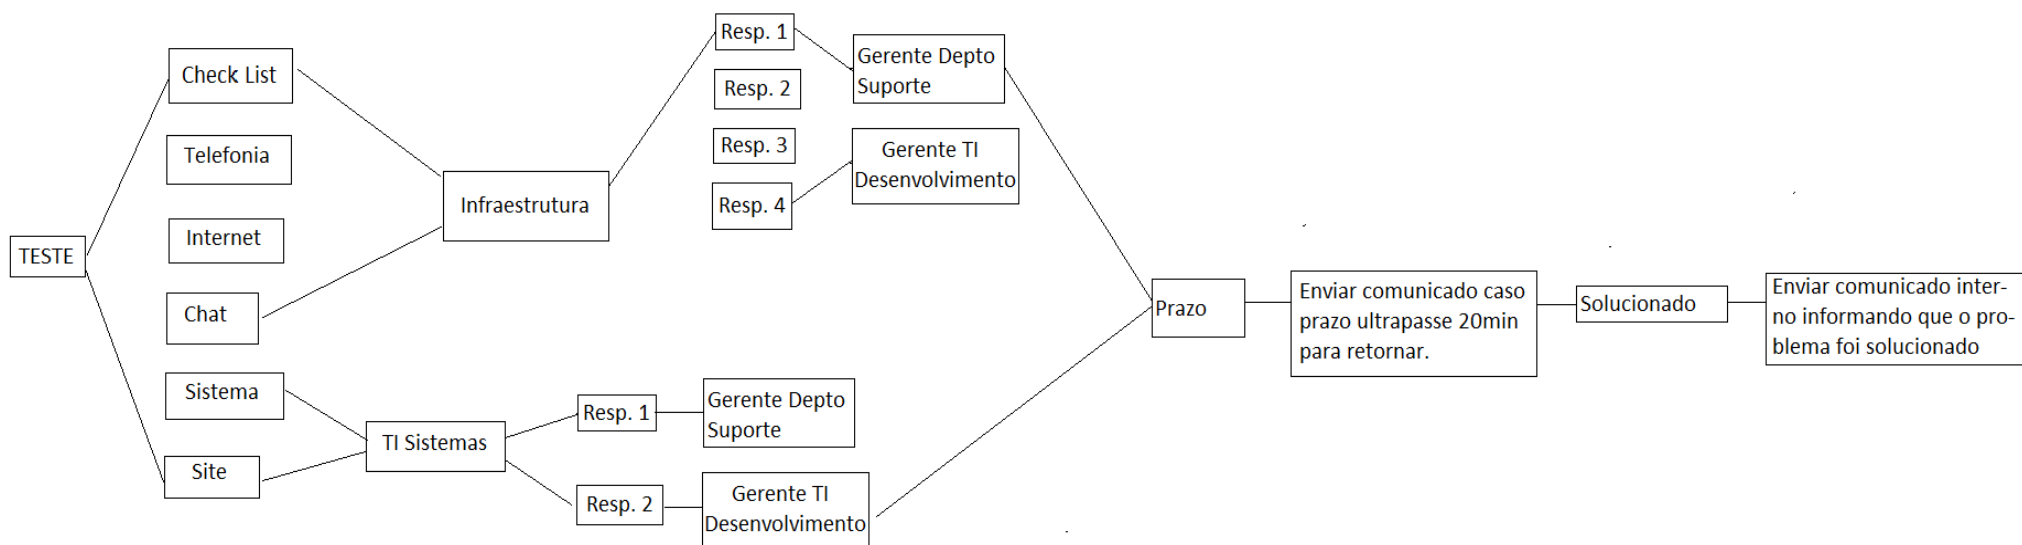 TESTE
Check List
Telefonia
Internet
Chat
Sistema
Site
Infraestrutura
TI Sistemas
Resp. 1
Resp. 2
Resp. 3
Resp. 4
Gerente Depto
Suporte
Gerente TI
Desenvolvimento
Resp. 1
Gerente Depto
Suporte
Resp. 2
Gerente TI
Desenvolvimento
Prazo
Enviar comunicado caso
prazo ultrapasse 20min
para retornar.
Solucionado
Enviar comunicado inter-
no informando que o pro-
blema foi solucionado